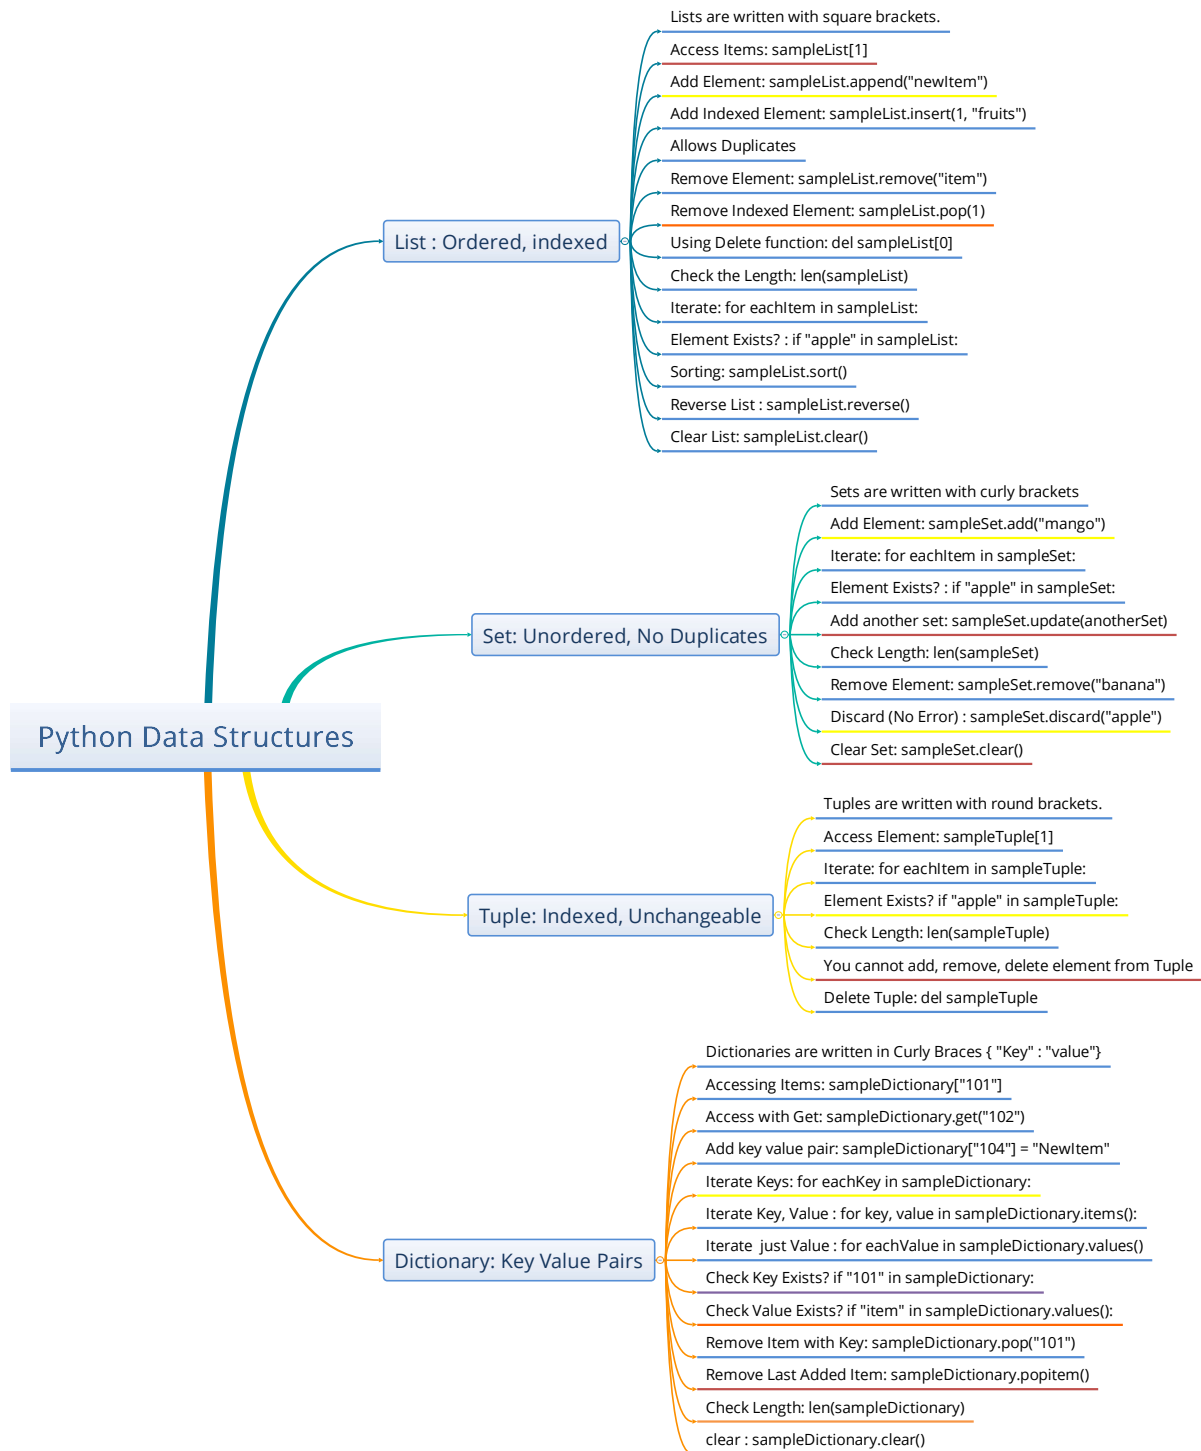 Python Data Structures
List : Ordered, indexed
Lists are written with square brackets.
Access Items: sampleList[1]
Add Element: sampleList.append("newItem")
Add Indexed Element: sampleList.insert(1, "fruits")
Allows Duplicates
Remove Element: sampleList.remove("item")
Remove Indexed Element: sampleList.pop(1)
Using Delete function: del sampleList[0]
Check the Length: len(sampleList)
Iterate: for eachItem in sampleList:
Element Exists? : if "apple" in sampleList:
Sorting: sampleList.sort()
Reverse List : sampleList.reverse()
Clear List: sampleList.clear()
Set: Unordered, No Duplicates
Sets are written with curly brackets
Add Element: sampleSet.add("mango")
Iterate: for eachItem in sampleSet:
Element Exists? : if "apple" in sampleSet:
Add another set: sampleSet.update(anotherSet)
Check Length: len(sampleSet)
Remove Element: sampleSet.remove("banana")
Discard (No Error) : sampleSet.discard("apple")
Clear Set: sampleSet.clear()
Tuple: Indexed, Unchangeable
Tuples are written with round brackets.
Access Element: sampleTuple[1]
Iterate: for eachItem in sampleTuple:
Element Exists? if "apple" in sampleTuple:
Check Length: len(sampleTuple)
You cannot add, remove, delete element from Tuple
Delete Tuple: del sampleTuple
Dictionary: Key Value Pairs
Dictionaries are written in Curly Braces { "Key" : "value"}
Accessing Items: sampleDictionary["101"]
Access with Get: sampleDictionary.get("102")
Add key value pair: sampleDictionary["104"] = "NewItem"
Iterate Keys: for eachKey in sampleDictionary:
Iterate Key, Value : for key, value in sampleDictionary.items():
Iterate  just Value : for eachValue in sampleDictionary.values()
Check Key Exists? if "101" in sampleDictionary:
Check Value Exists? if "item" in sampleDictionary.values():
Remove Item with Key: sampleDictionary.pop("101")
Remove Last Added Item: sampleDictionary.popitem()
Check Length: len(sampleDictionary)
clear : sampleDictionary.clear()